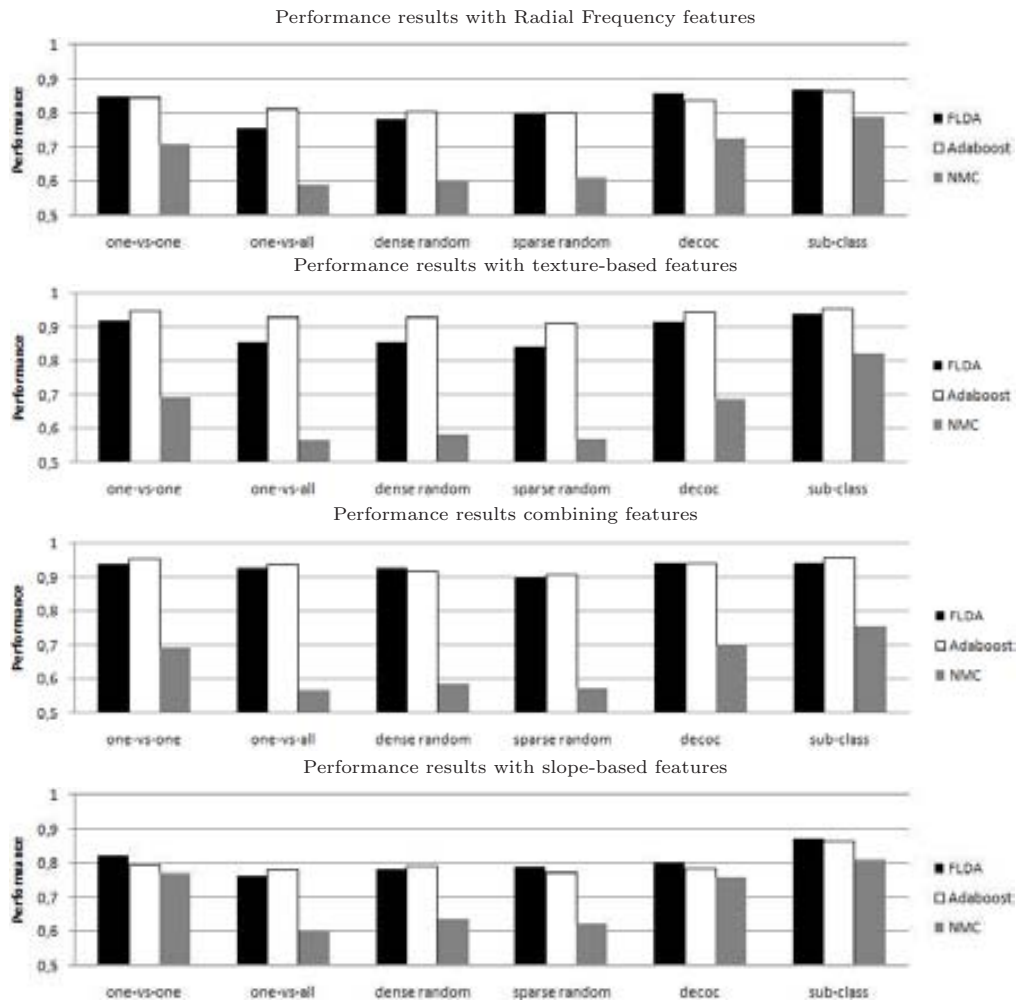 Performance results with Radial Frequency features
1
0,9
0,8
0,7
0,6
0,5
Performance
one-vs-one one-vs-all dense random sparse random decoc sub-class
FLDA
Adaboost
NMC
Performance results with texture-based features
1
0,9
0,8
0,7
0,6
0,5
Performance
one-vs-one one-vs-all dense random sparse random decoc sub-class
FLDA
Adaboost
NMC
Performance results combining features
1
0,9
0,8
0,7
0,6
0,5
Performance
one-vs-one one-vs-all dense random sparse random decoc sub-class
FLDA
Adaboost
NMC
Performance results with slope-based features
1
0,9
0,8
0,7
0,6
0,5
Performance
one-vs-one one-vs-all dense random sparse random decoc sub-class
FLDA
Adaboost
NMC